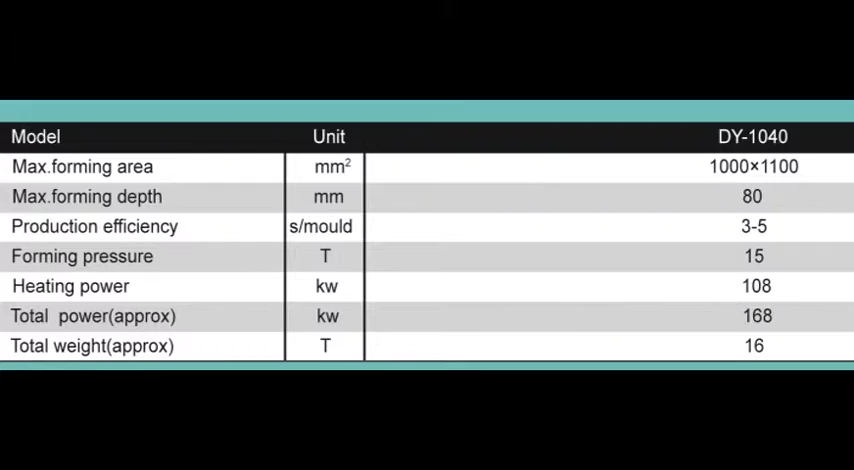 Model Unit DY-1040
Max.forming area mm² 1000×1100
Max.forming depth mm 80
Production efficiency s/mould 3-5
Forming pressure T 15
Heating power kw 108
Total power(approx) kw 168
Total weight(approx) T 16